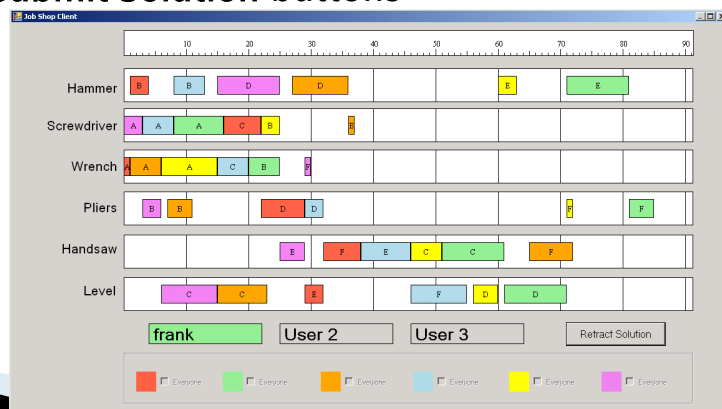 Submit Solution buttons
Job Shop Client
10 20 30 40 50 60 70 80 90
Hammer B B D D E E
Screwdriver A A A C B E
Wrench A A A C B F
Pliers B B D D F F
Handsaw E F E C C F
Level C C E F D D
frank User 2 User 3 Retract Solution
Everyone Everyone Everyone Everyone Everyone Everyone